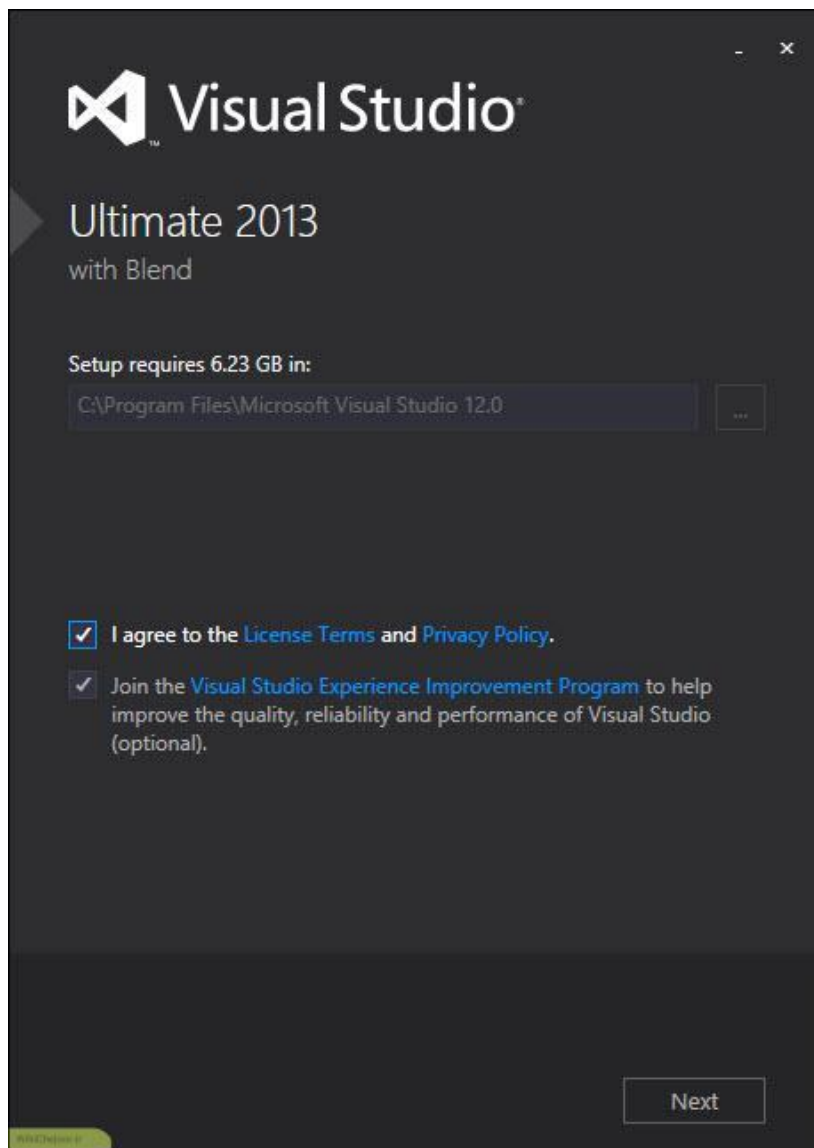 Visual Studio®
™
Ultimate 2013
with Blend
Setup requires 6.23 GB in:
C:\Program Files\Microsoft Visual Studio 12.0
...
I agree to the License Terms and Privacy Policy.
Join the Visual Studio Experience Improvement Program to help
improve the quality, reliability and performance of Visual Studio
(optional).
Next